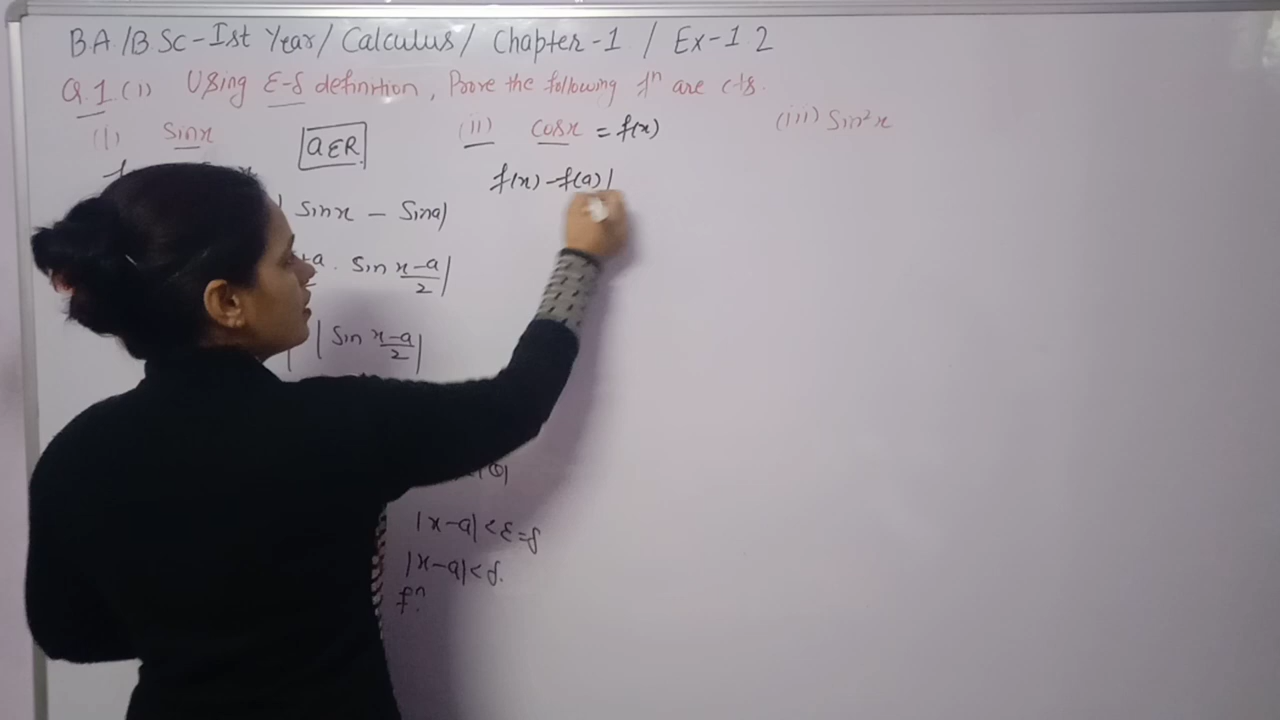 BA/BSc-Ist Year/ Calculus/ Chapter-1 / Ex-1.2
Q.1.(1) Using ε-δ definition, Prove the following fⁿ are cts.
(i) Sinx
a∈R
| Sinx - Sina|
+a . Sin x-a/2|
| |Sin x-a/2|
|x-a| < ε=δ
|x-a| < δ.
fⁿ.
(ii) cosx = f(x)
f(x) - f(a) |
(iii) Sin²x